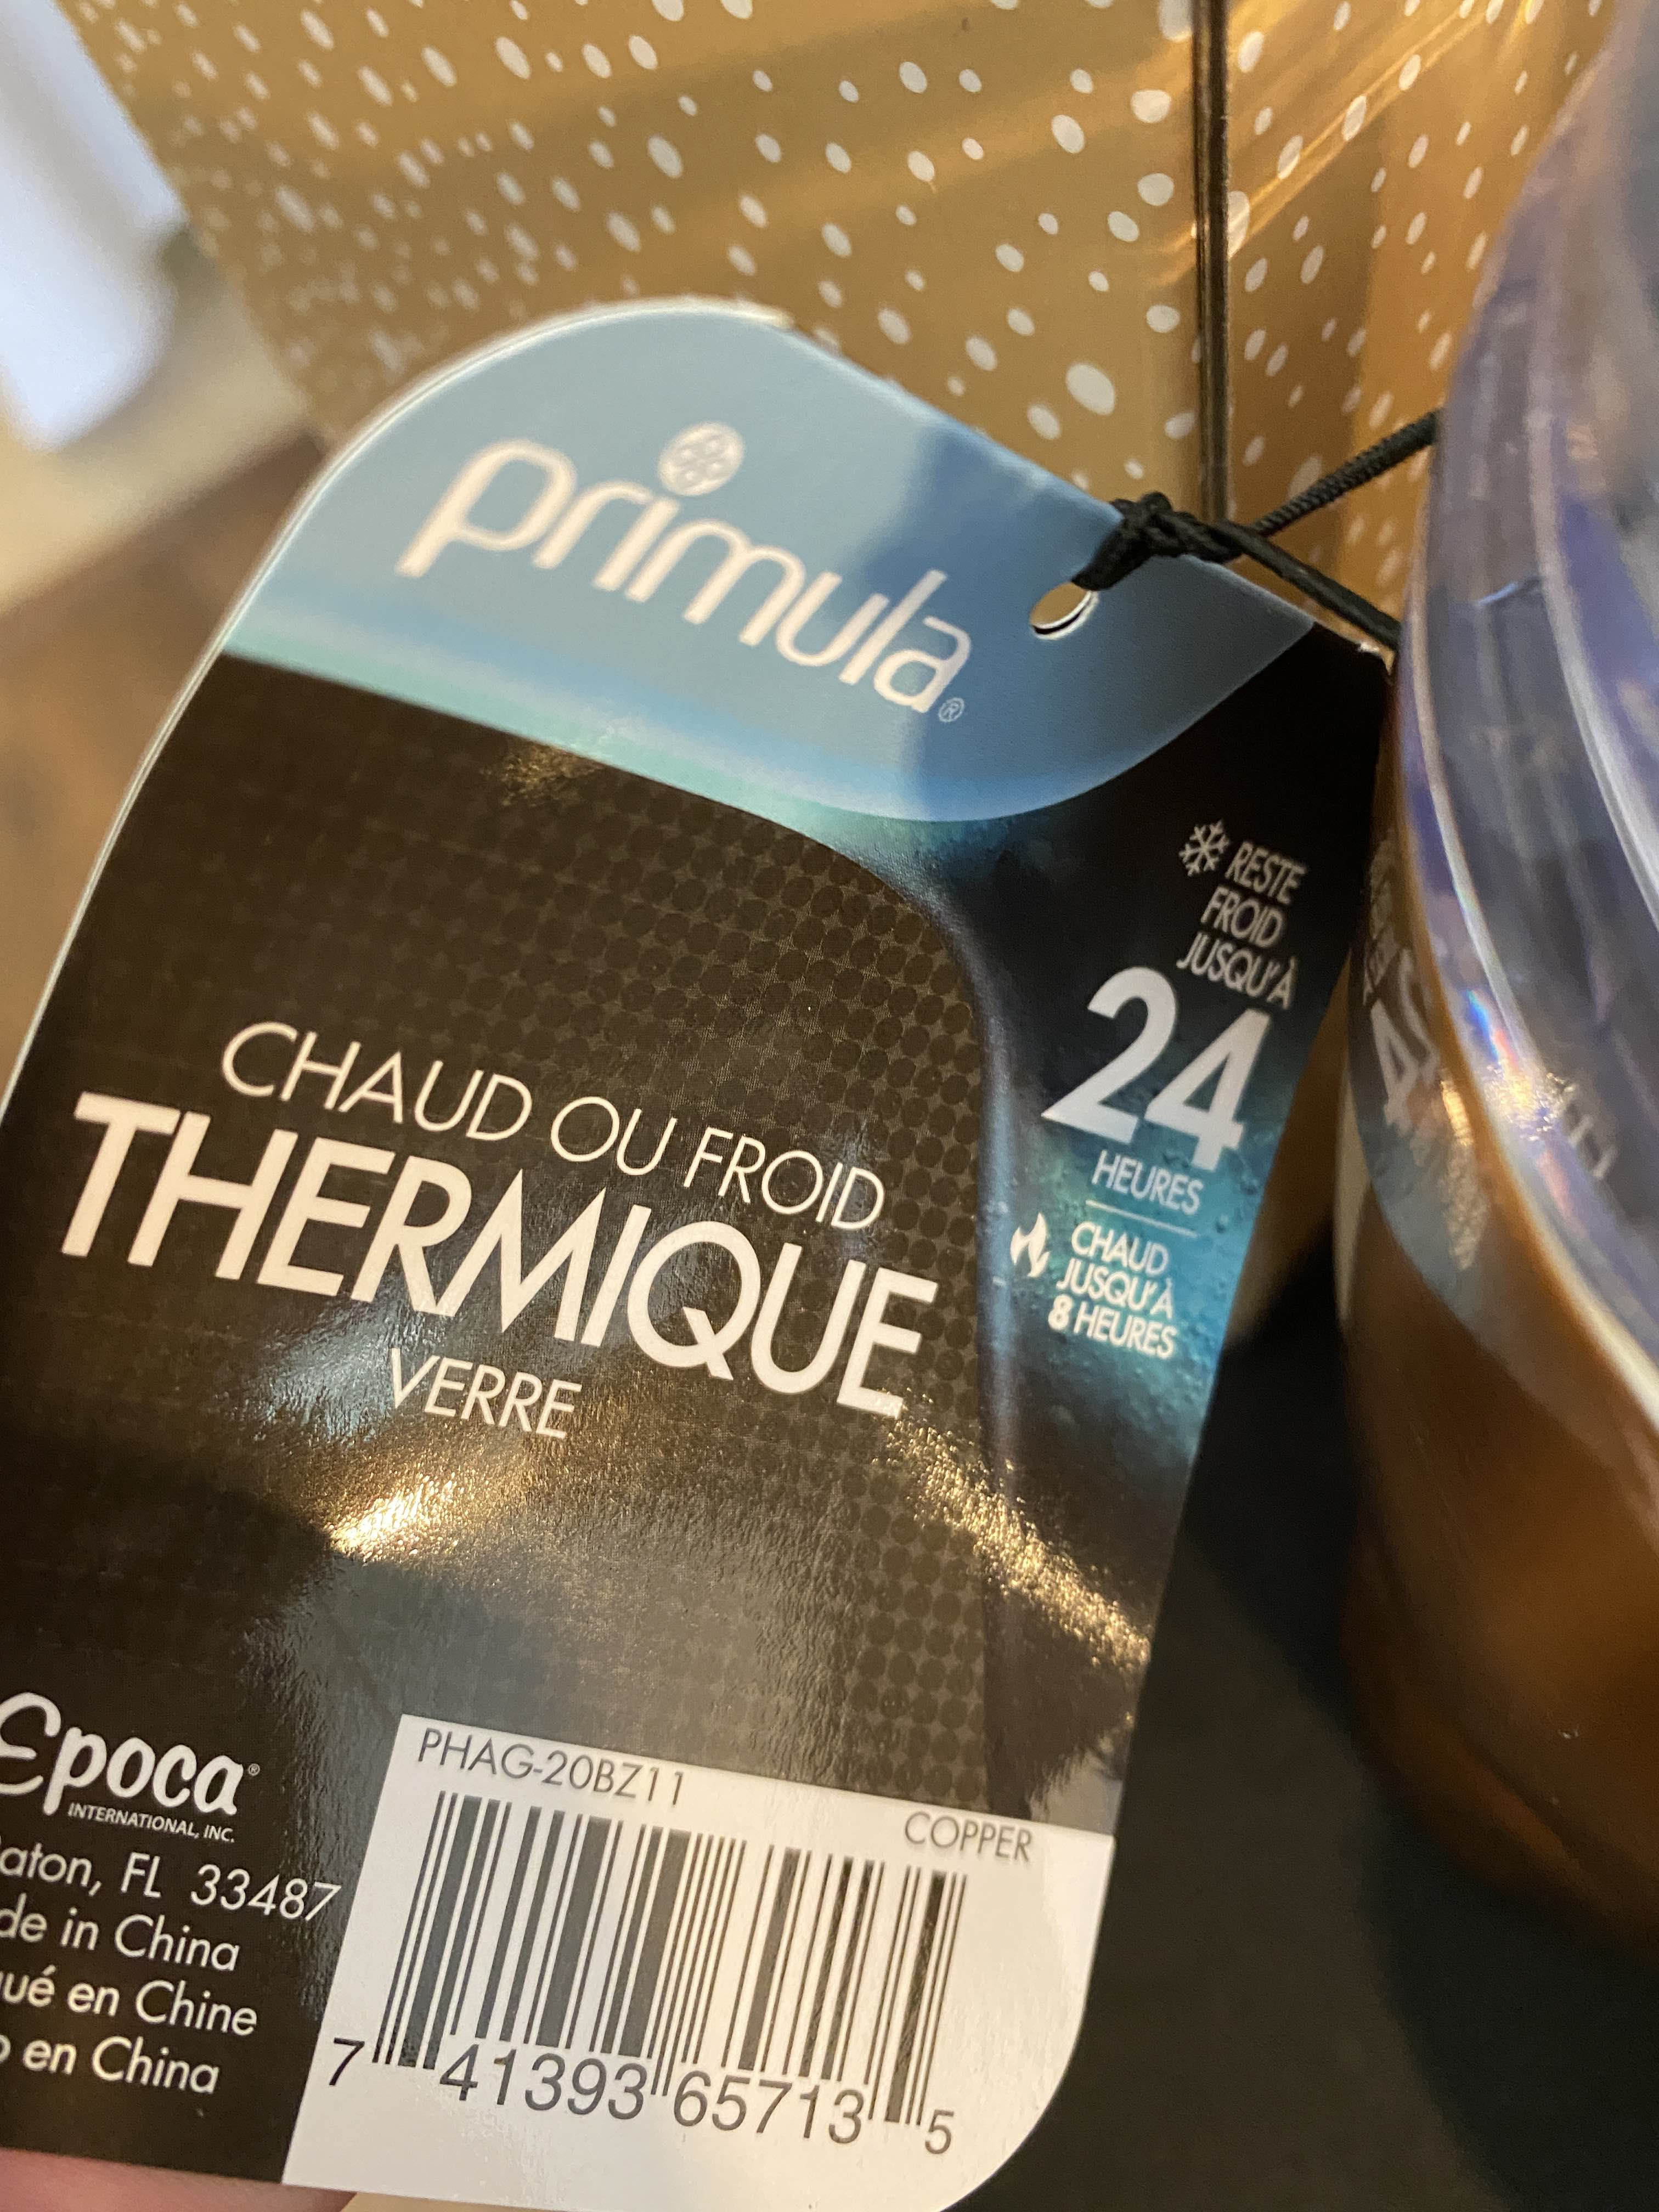 primula®
RESTE
FROID
JUSQU'À
24
HEURES
CHAUD
JUSQU'À
8 HEURES
CHAUD OU FROID
THERMIQUE
VERRE
Epoca®
INTERNATIONAL, INC.
aton, FL 33487
de in China
ué en Chine
o en China
PHAG-20BZ11
COPPER
7 41393 65713 5